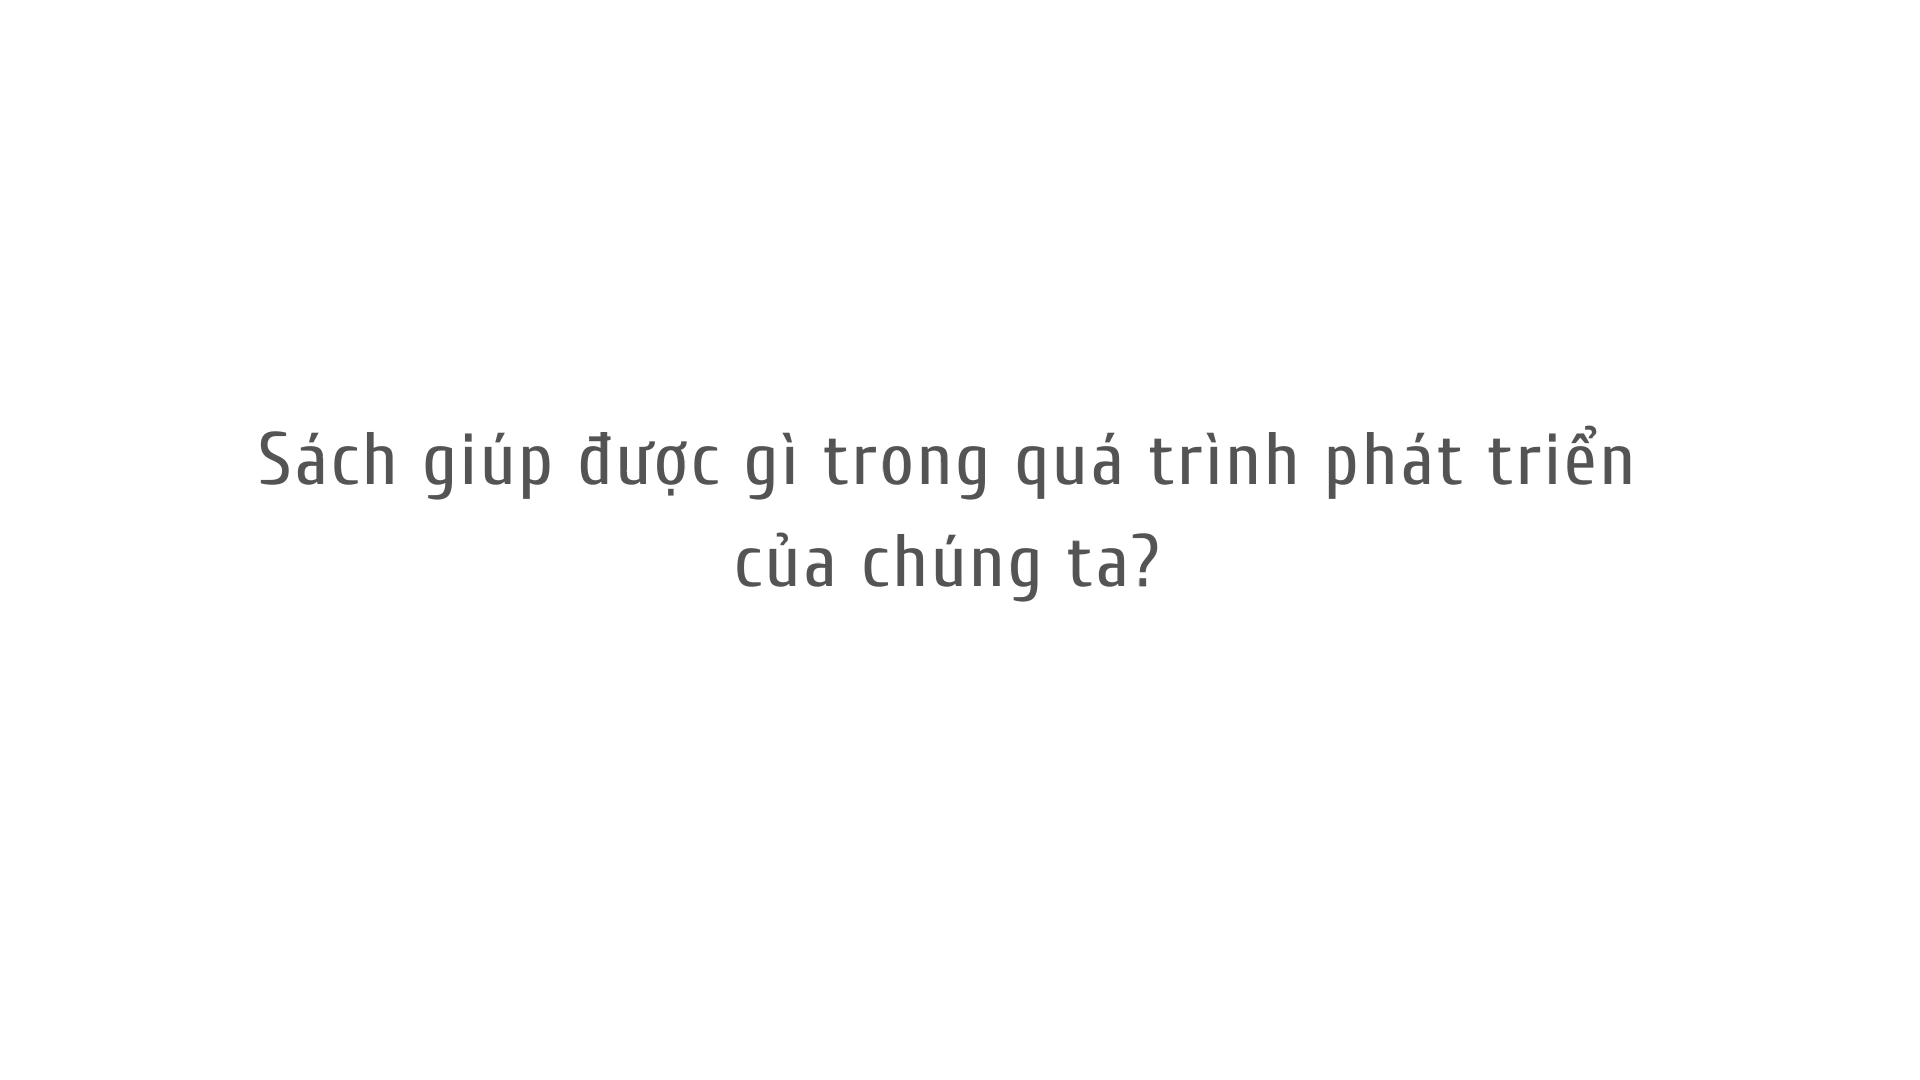 Sách giúp được gì trong quá trình phát triển
của chúng ta?